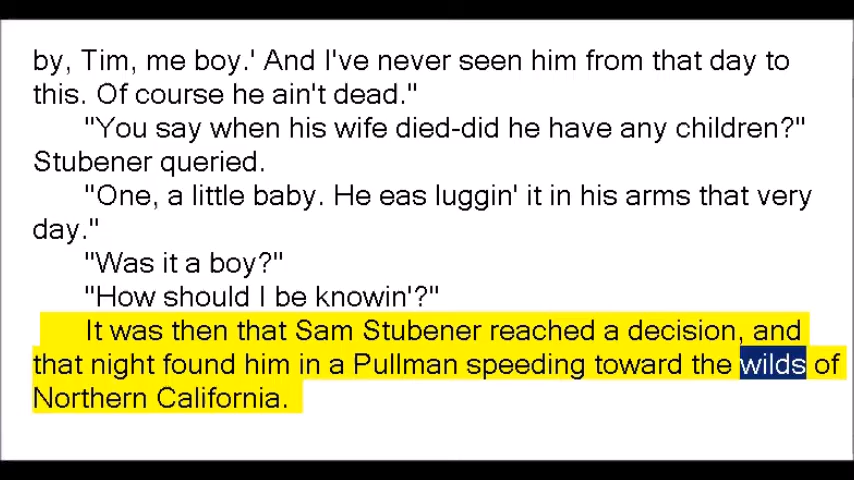 by, Tim, me boy.' And I've never seen him from that day to
this. Of course he ain't dead."
"You say when his wife died-did he have any children?"
Stubener queried.
"One, a little baby. He eas luggin' it in his arms that very
day."
"Was it a boy?"
"How should I be knowin'?"
It was then that Sam Stubener reached a decision, and
that night found him in a Pullman speeding toward the wilds of
Northern California.